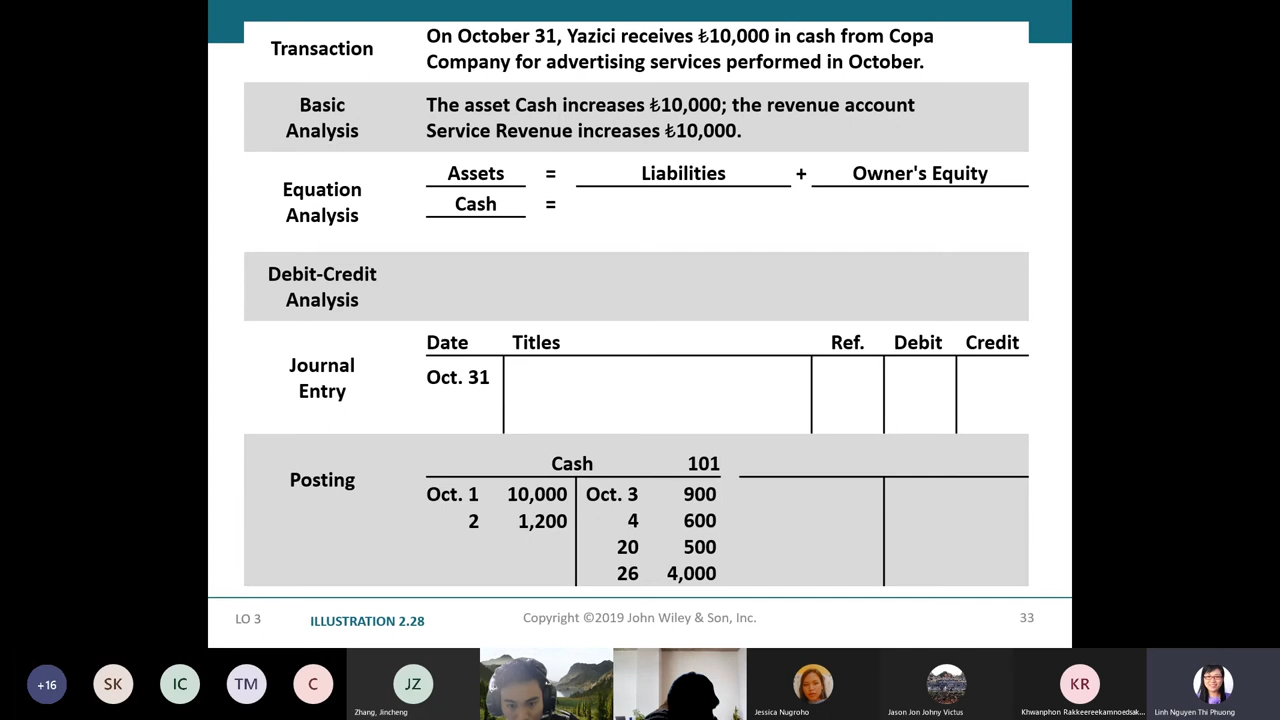 Transaction
On October 31, Yazici receives ₺10,000 in cash from Copa
Company for advertising services performed in October.
Basic
Analysis
The asset Cash increases ₺10,000; the revenue account
Service Revenue increases ₺10,000.
Equation
Analysis
Assets = Liabilities + Owner's Equity
Cash =
Debit-Credit
Analysis
Journal
Entry
Date Titles Ref. Debit Credit
Oct. 31
Posting
Cash 101
Oct. 1 10,000 Oct. 3 900
2 1,200 4 600
20 500
26 4,000
LO 3 ILLUSTRATION 2.28 Copyright ©2019 John Wiley & Son, Inc. 33
+16 SK IC TM C JZ KR
Zhang, Jincheng Jessica Nugroho Jason Jon Johny Victus Khwanphon Rakkeereekamnoedsak... Linh Nguyen Thi Phuong